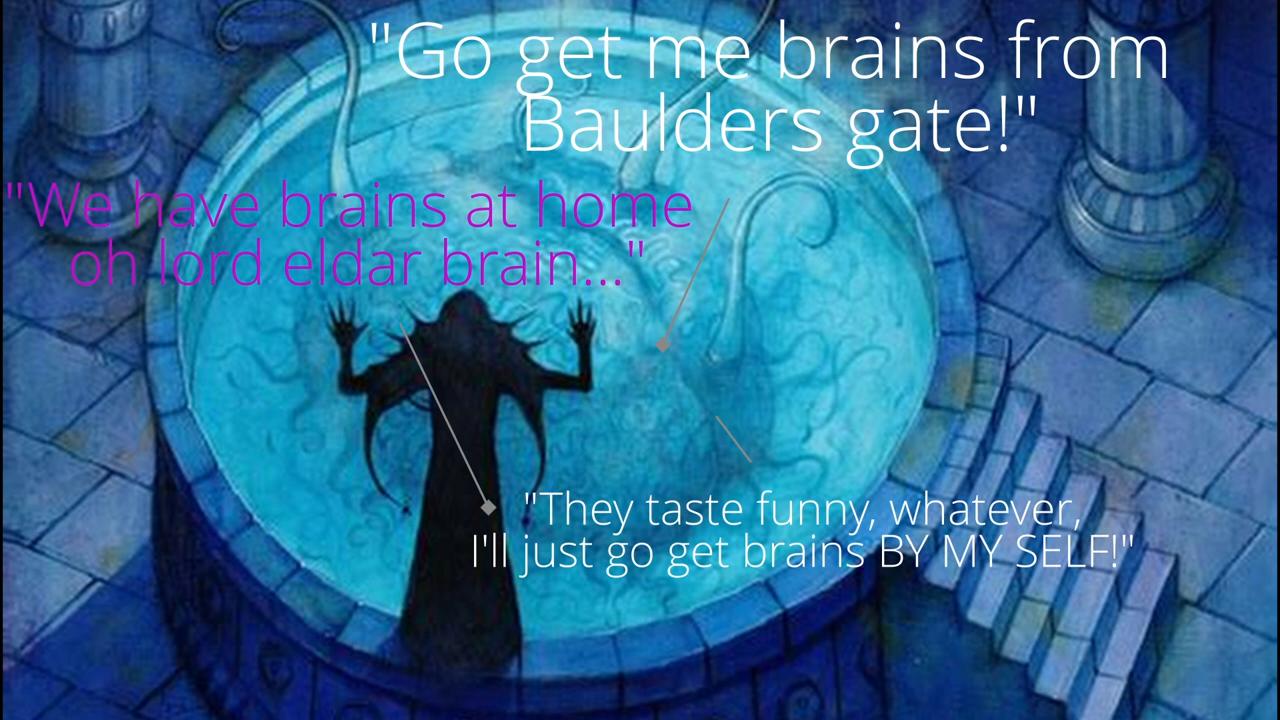 "Go get me brains from
Baulders gate!"
"We have brains at home
oh lord eldar brain..."
"They taste funny, whatever,
I'll just go get brains BY MY SELF!"